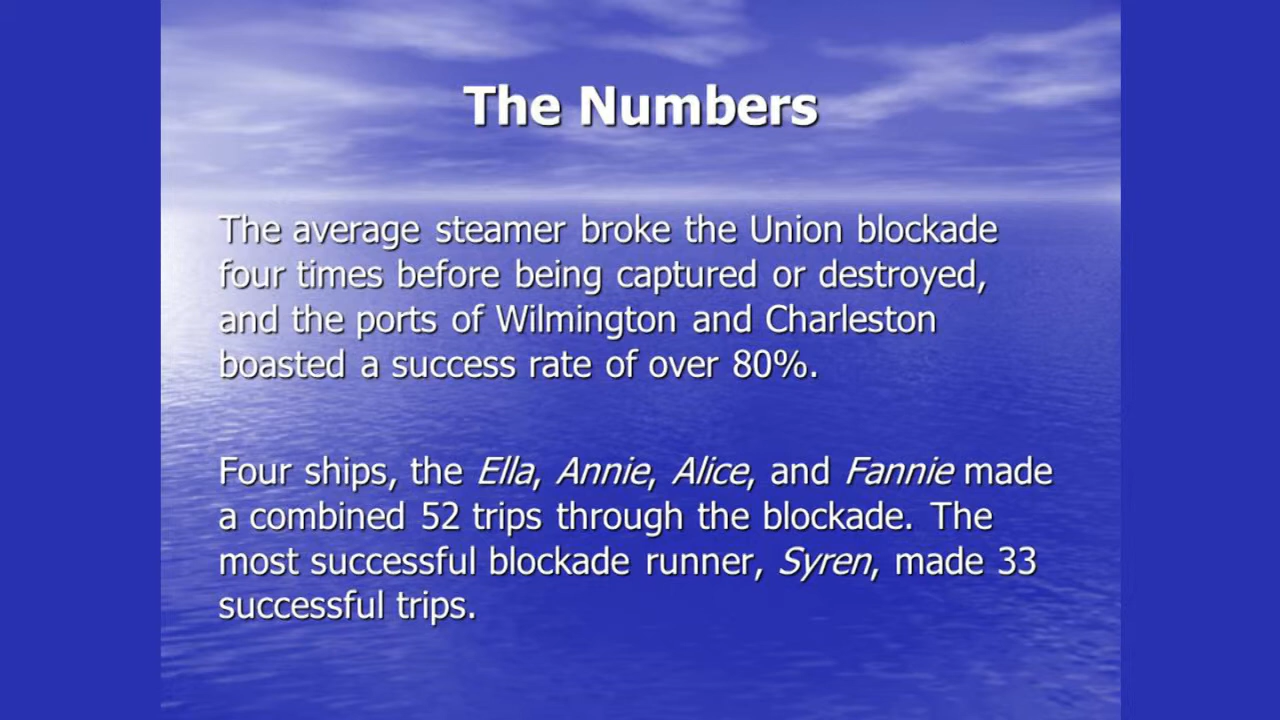 The Numbers
The average steamer broke the Union blockade
four times before being captured or destroyed,
and the ports of Wilmington and Charleston
boasted a success rate of over 80%.
Four ships, the Ella, Annie, Alice, and Fannie made
a combined 52 trips through the blockade. The
most successful blockade runner, Syren, made 33
successful trips.